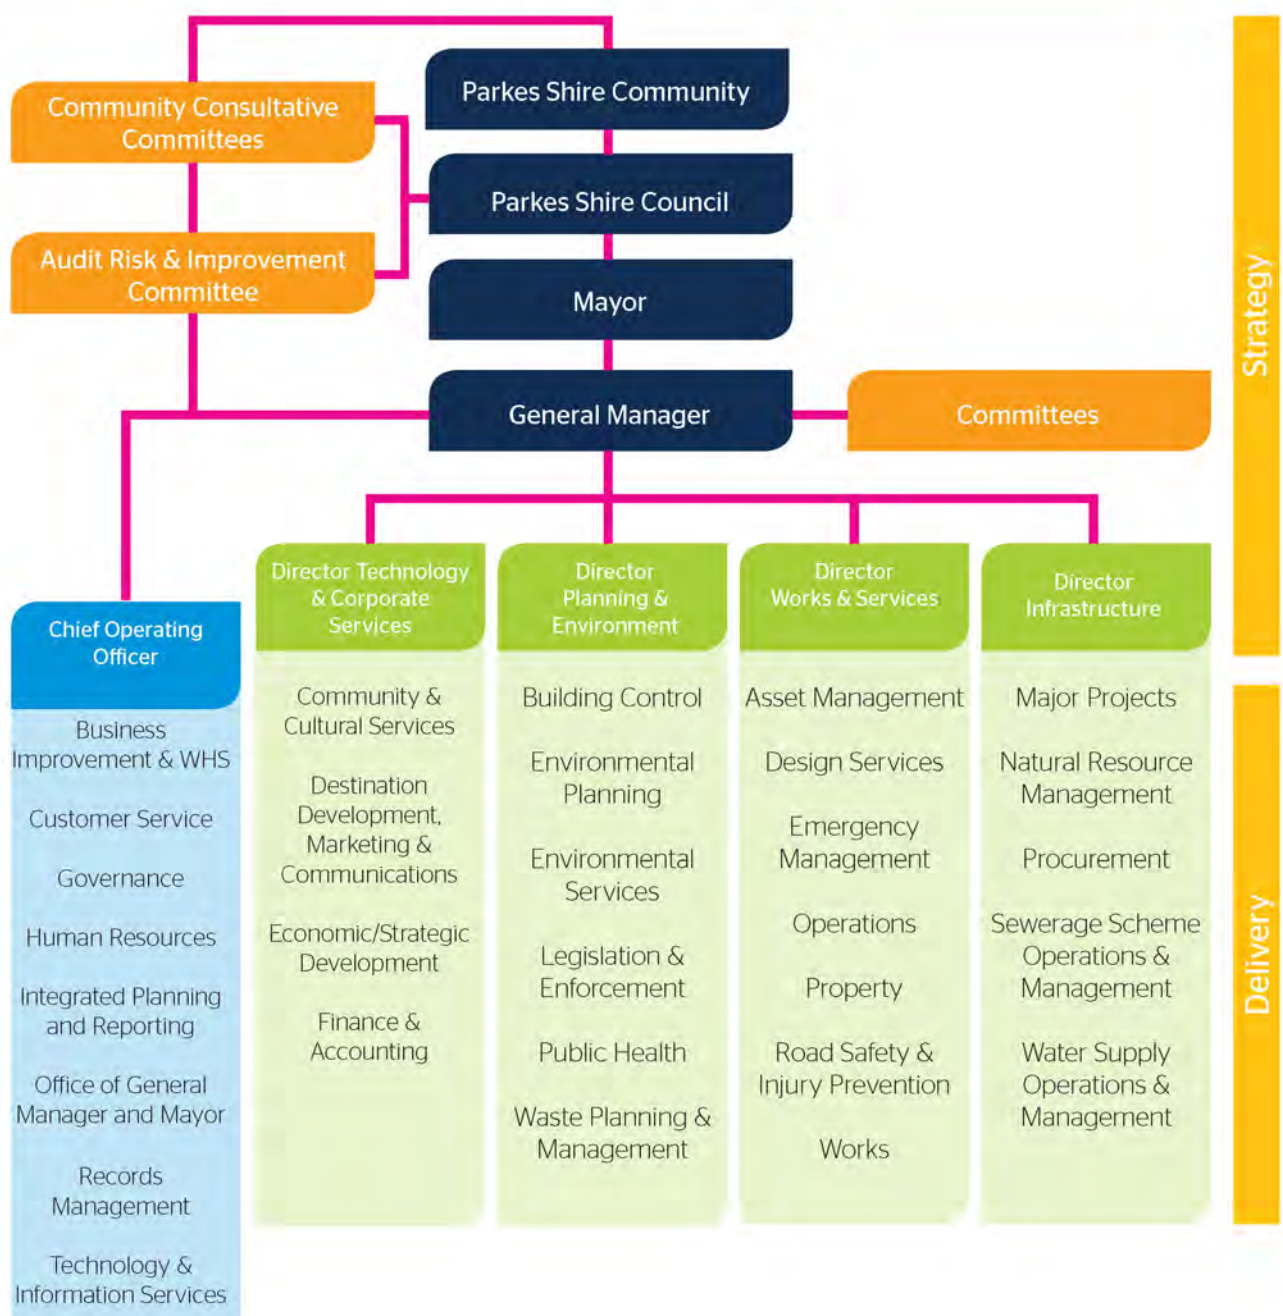 Parkes Shire Community
Community Consultative
Committees
Parkes Shire Council
Audit Risk & Improvement
Committee
Mayor
General Manager
Committees
Strategy
Chief Operating
Officer
Business
Improvement & WHS
Customer Service
Governance
Human Resources
Integrated Planning
and Reporting
Office of General
Manager and Mayor
Records
Management
Technology &
Information Services
Director Technology
& Corporate
Services
Community &
Cultural Services
Destination
Development,
Marketing &
Communications
Economic/Strategic
Development
Finance &
Accounting
Director
Planning &
Environment
Building Control
Environmental
Planning
Environmental
Services
Legislation &
Enforcement
Public Health
Waste Planning &
Management
Director
Works & Services
Asset Management
Design Services
Emergency
Management
Operations
Property
Road Safety &
Injury Prevention
Works
Director
Infrastructure
Major Projects
Natural Resource
Management
Procurement
Sewerage Scheme
Operations &
Management
Water Supply
Operations &
Management
Delivery